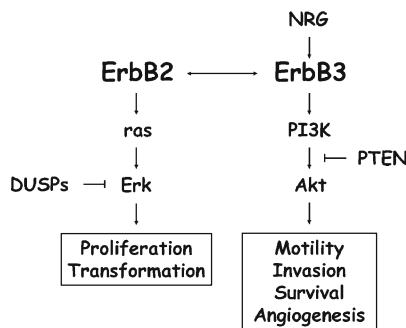 NRG
ErbB2
ErbB3
ras
PI3K
PTEN
DUSPs
Erk
Akt
Proliferation
Transformation
Motility
Invasion
Survival
Angiogenesis